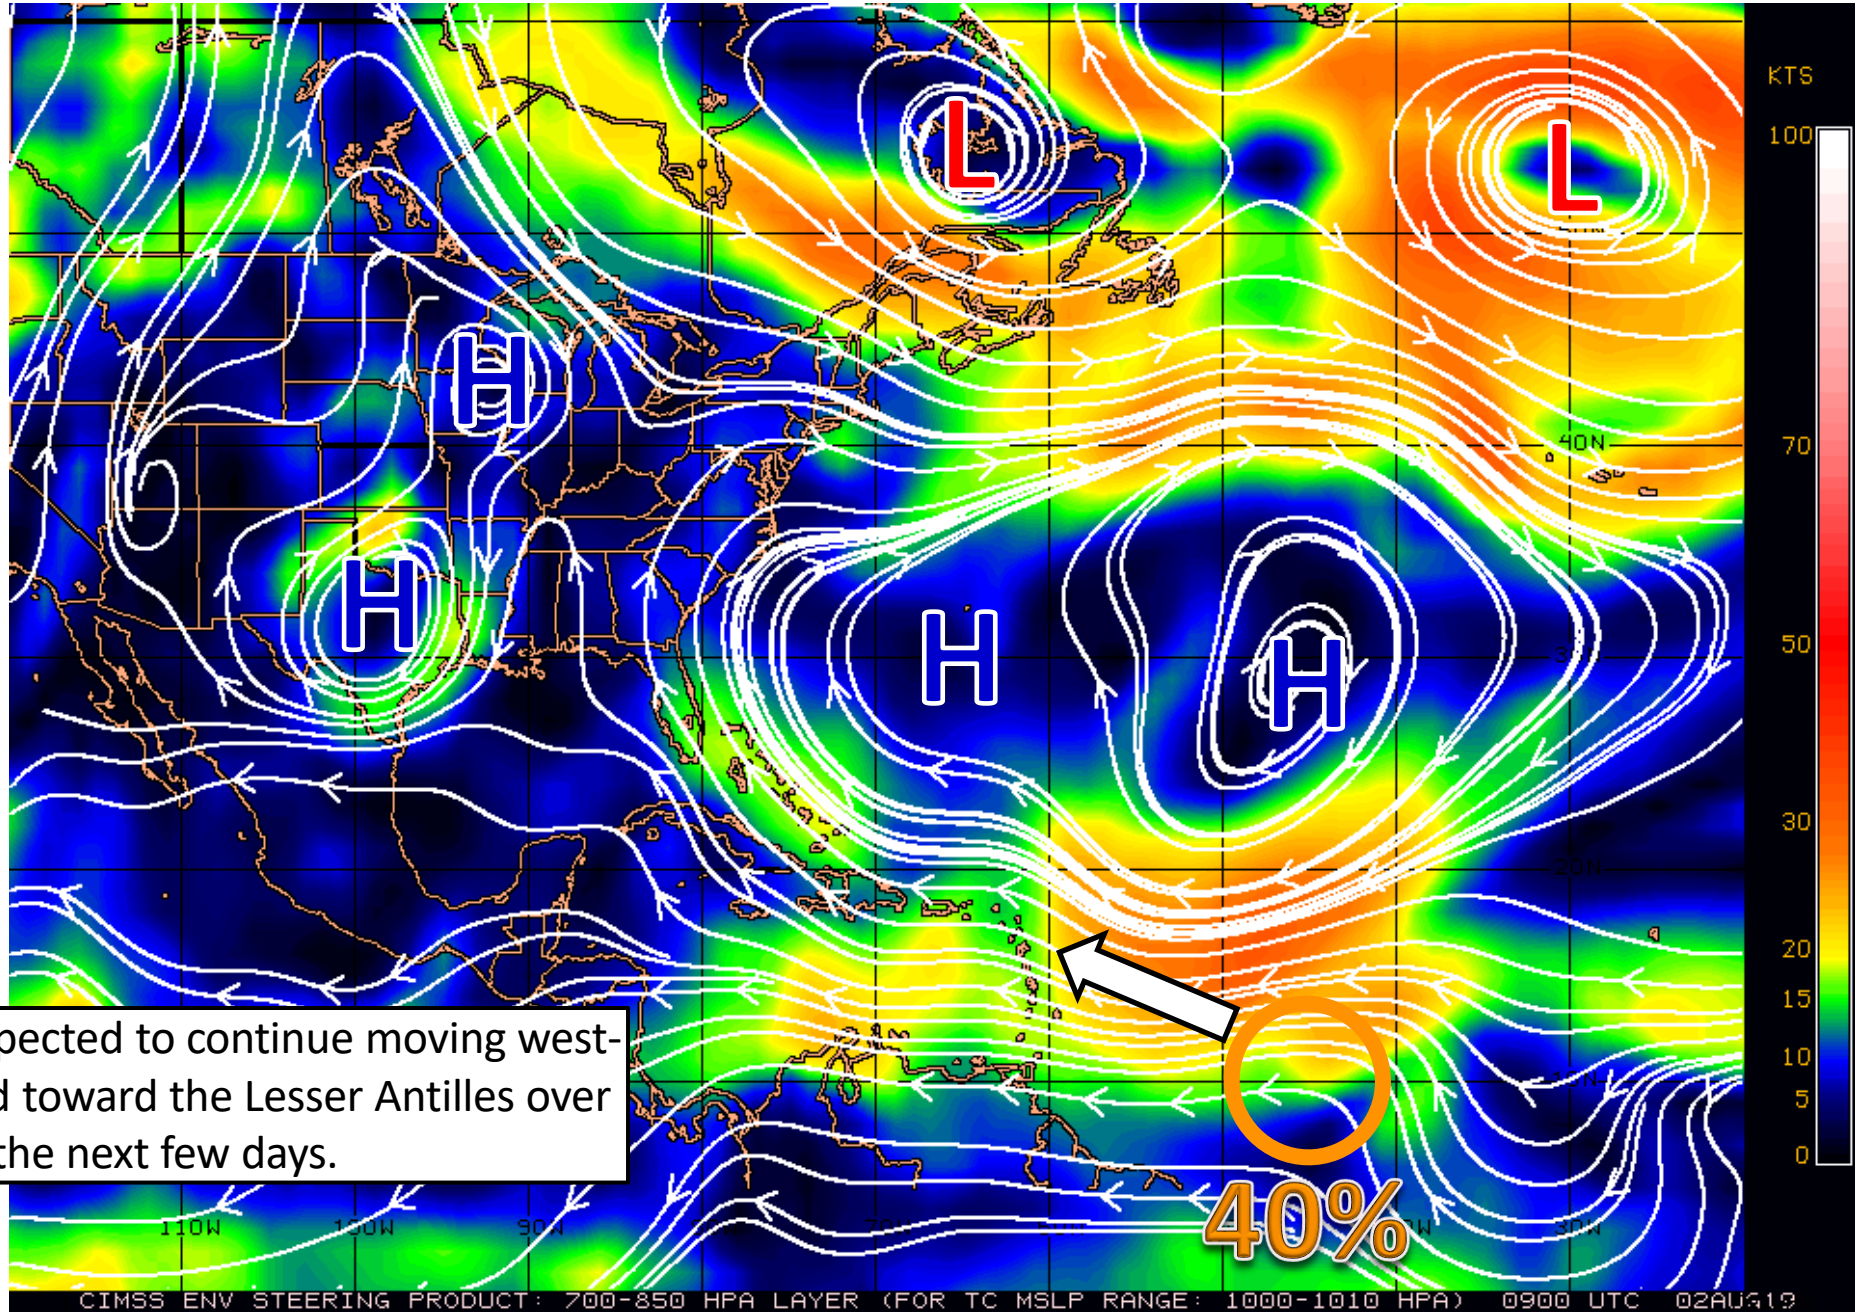 KTS
100
L
L
H
40N
70
H
H
H
30N
50
30
20N
20
15
pected to continue moving west-
d toward the Lesser Antilles over
the next few days.
10
10N
5
0
40%
110W 100W 90W 30W
CIMSS ENV STEERING PRODUCT: 700-850 HPA LAYER (FOR TC MSLP RANGE: 1000-1010 HPA) 0900 UTC 02AUG19